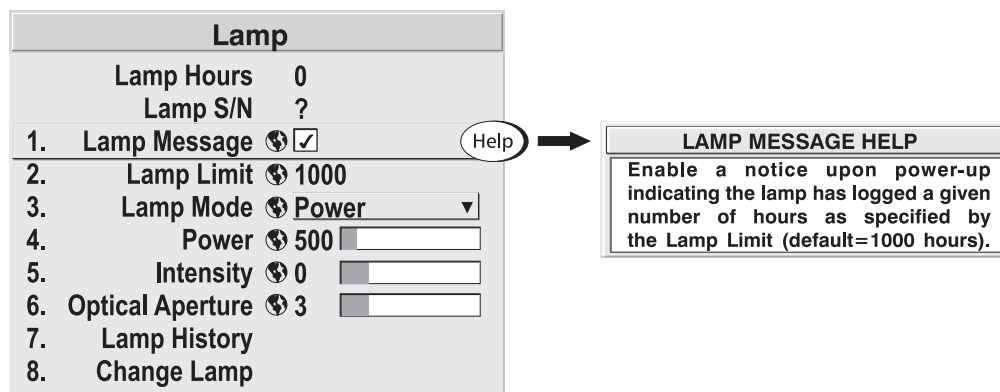 Lamp
Lamp Hours 0
Lamp S/N ?
1. Lamp Message
2. Lamp Limit 1000
3. Lamp Mode Power
4. Power 500
5. Intensity 0
6. Optical Aperture 3
7. Lamp History
8. Change Lamp
Help
LAMP MESSAGE HELP
Enable a notice upon power-up
indicating the lamp has logged a given
number of hours as specified by
the Lamp Limit (default=1000 hours).